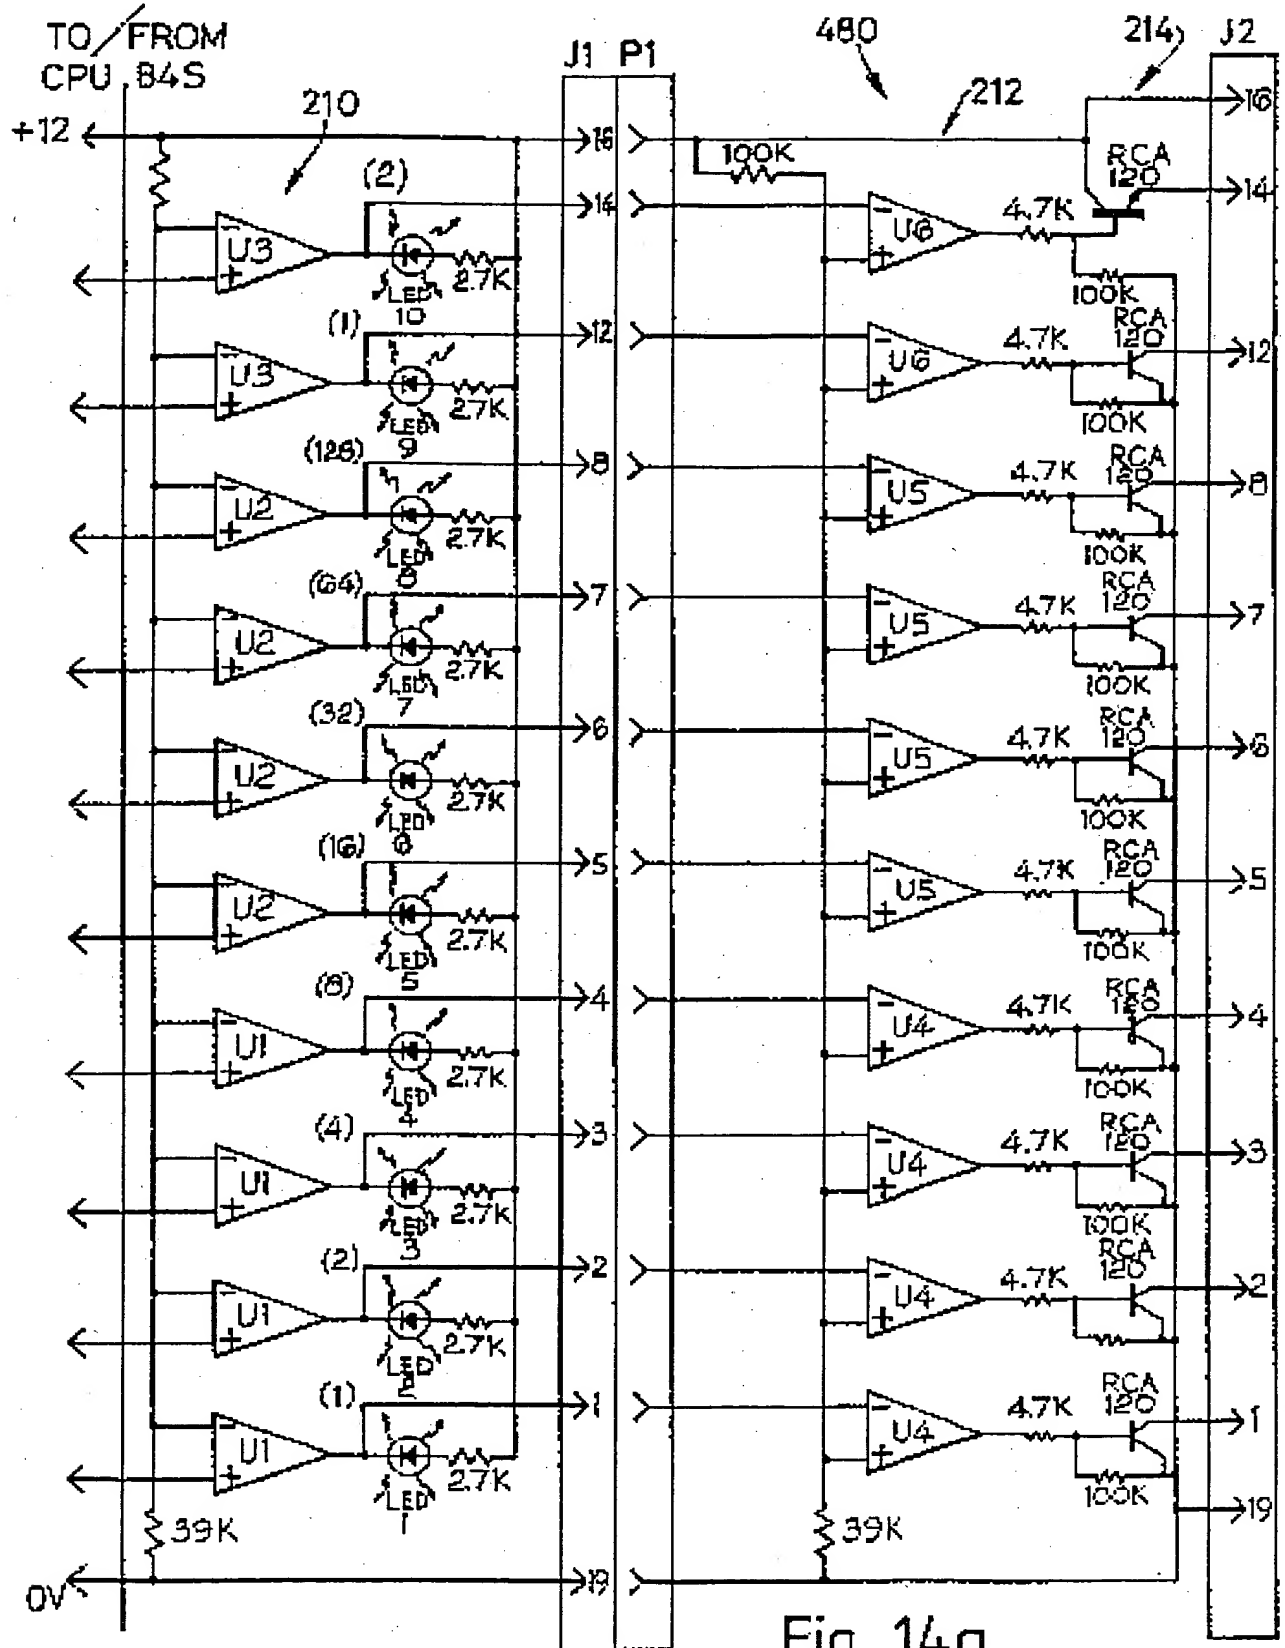 TO/FROM
CPU 84S
210
J1 P1
480
212
214
J2
+12
16
100K
16
(2)
14
U3
LED
10
2.7K
U6
4.7K
RCA
120
14
100K
(1)
12
U3
LED
9
2.7K
U6
4.7K
RCA
120
12
100K
(128)
8
U2
LED
8
2.7K
U5
4.7K
RCA
120
8
100K
(64)
7
U2
LED
7
2.7K
U5
4.7K
RCA
120
7
100K
(32)
6
U2
LED
6
2.7K
U5
4.7K
RCA
120
6
100K
(16)
5
U2
LED
5
2.7K
U5
4.7K
RCA
120
5
100K
(8)
4
U1
LED
4
2.7K
U4
4.7K
RCA
120
4
100K
(4)
3
U1
LED
3
2.7K
U4
4.7K
RCA
120
3
100K
(2)
2
U1
LED
2
2.7K
U4
4.7K
RCA
120
2
(1)
1
U1
LED
1
2.7K
U4
4.7K
RCA
120
1
100K
39K
39K
19
0V
19
Fig. 14a